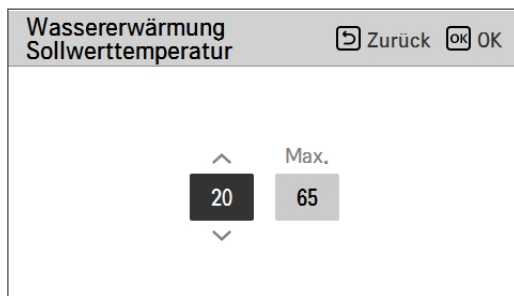 Wassererwärmung
Sollwerttemperatur
Zurück OK OK
Max.
20 65